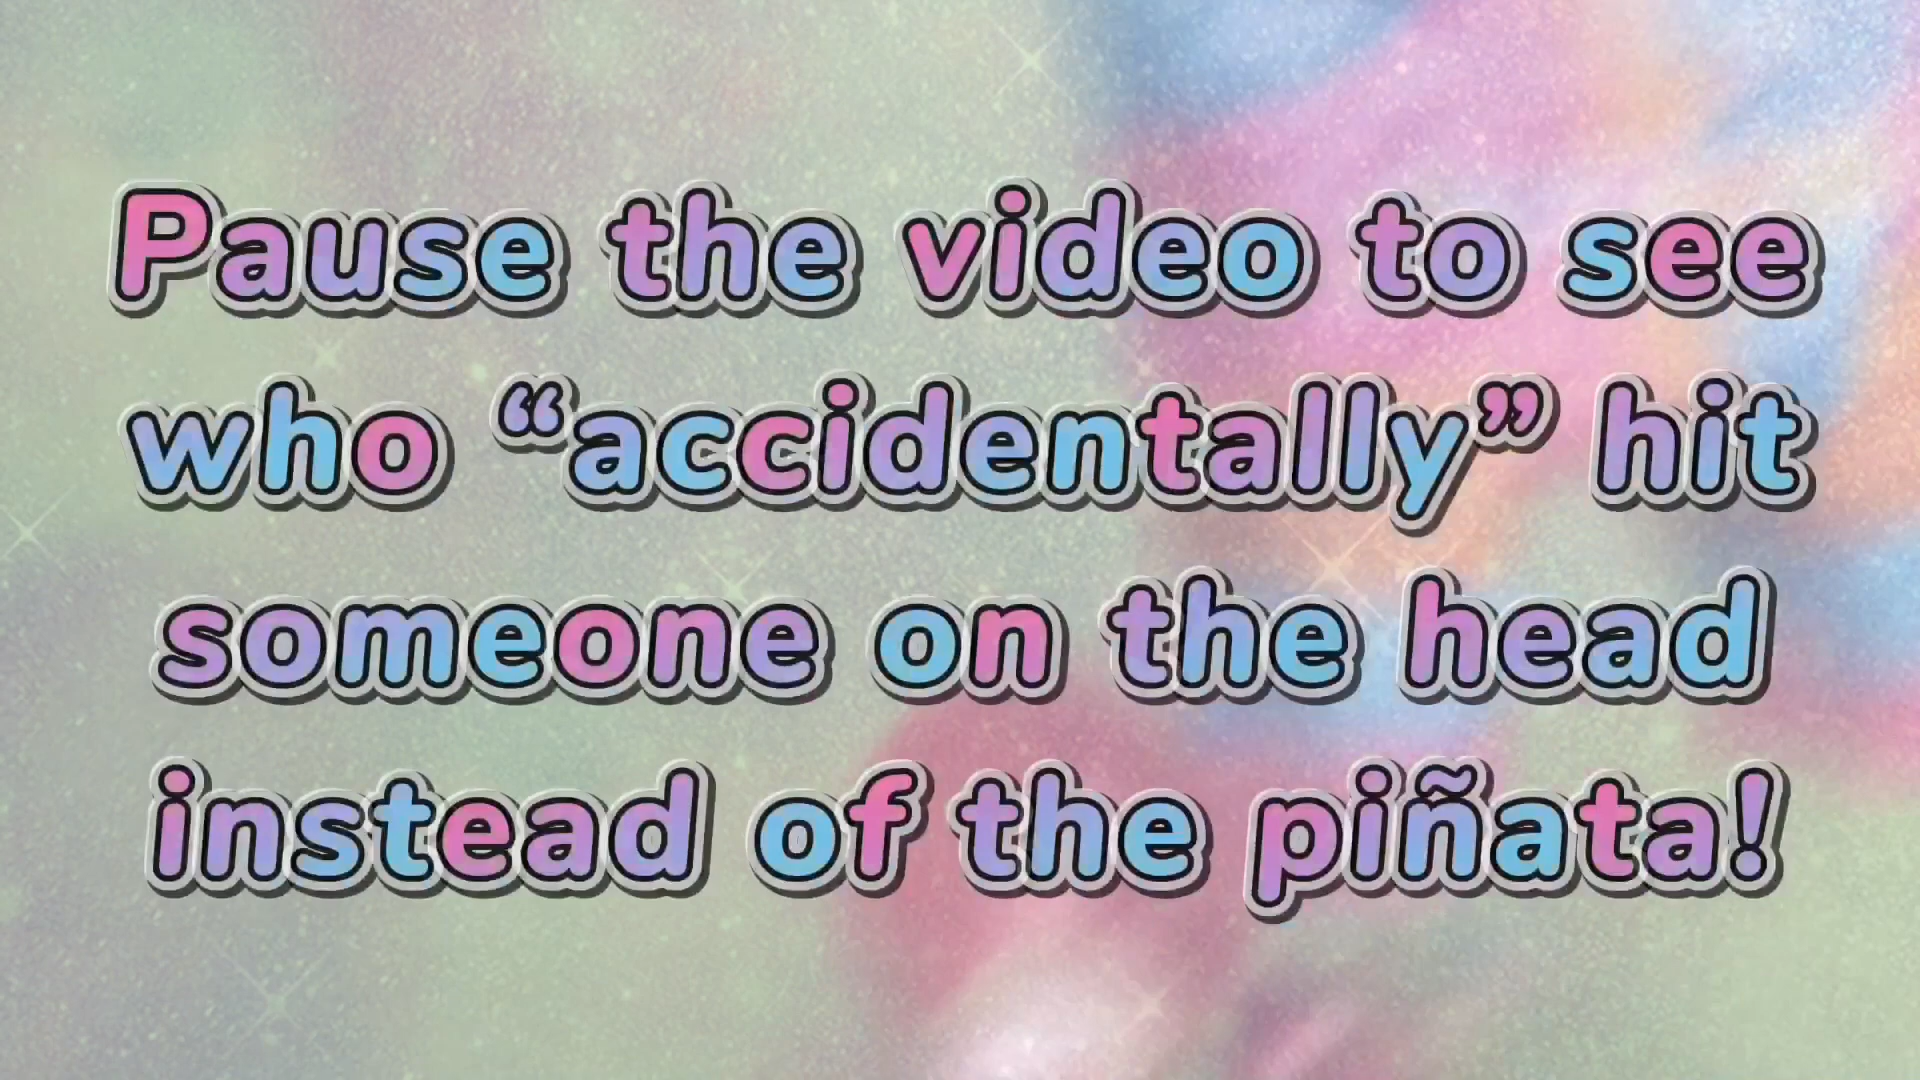 Pause the video to see
who “accidentally” hit
someone on the head
instead of the piñata!